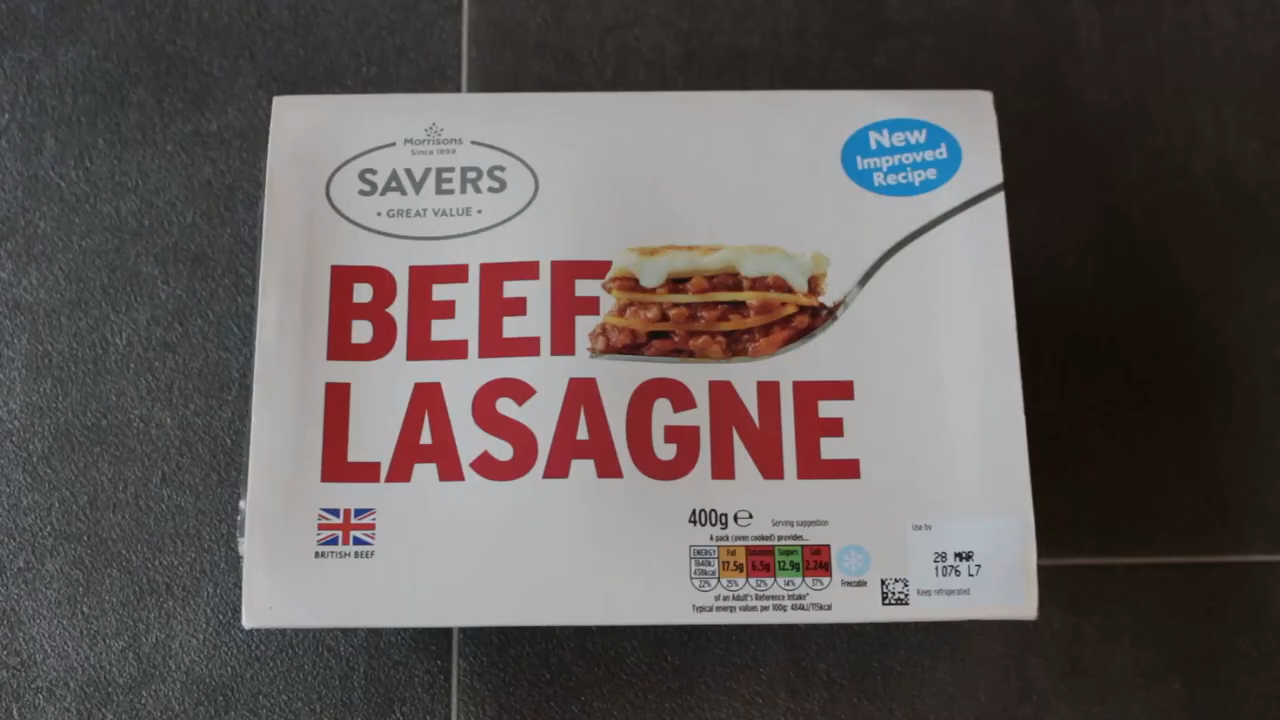 Morrisons
Since 1899
SAVERS
• GREAT VALUE •
New
Improved
Recipe
BEEF
LASAGNE
BRITISH BEEF
400g ℮
Serving suggestion
A pack (oven cooked) provides...
ENERGY Fat Saturates Sugars Salt
1840kJ
438kcal 17.5g 6.5g 12.9g 2.24g
22% 25% 32% 14% 37%
of an Adult's Reference Intake*
Typical energy values per 100g: 484kJ/115kcal
Freezable
Use by
28 MAR
1076 L7
Keep refrigerated